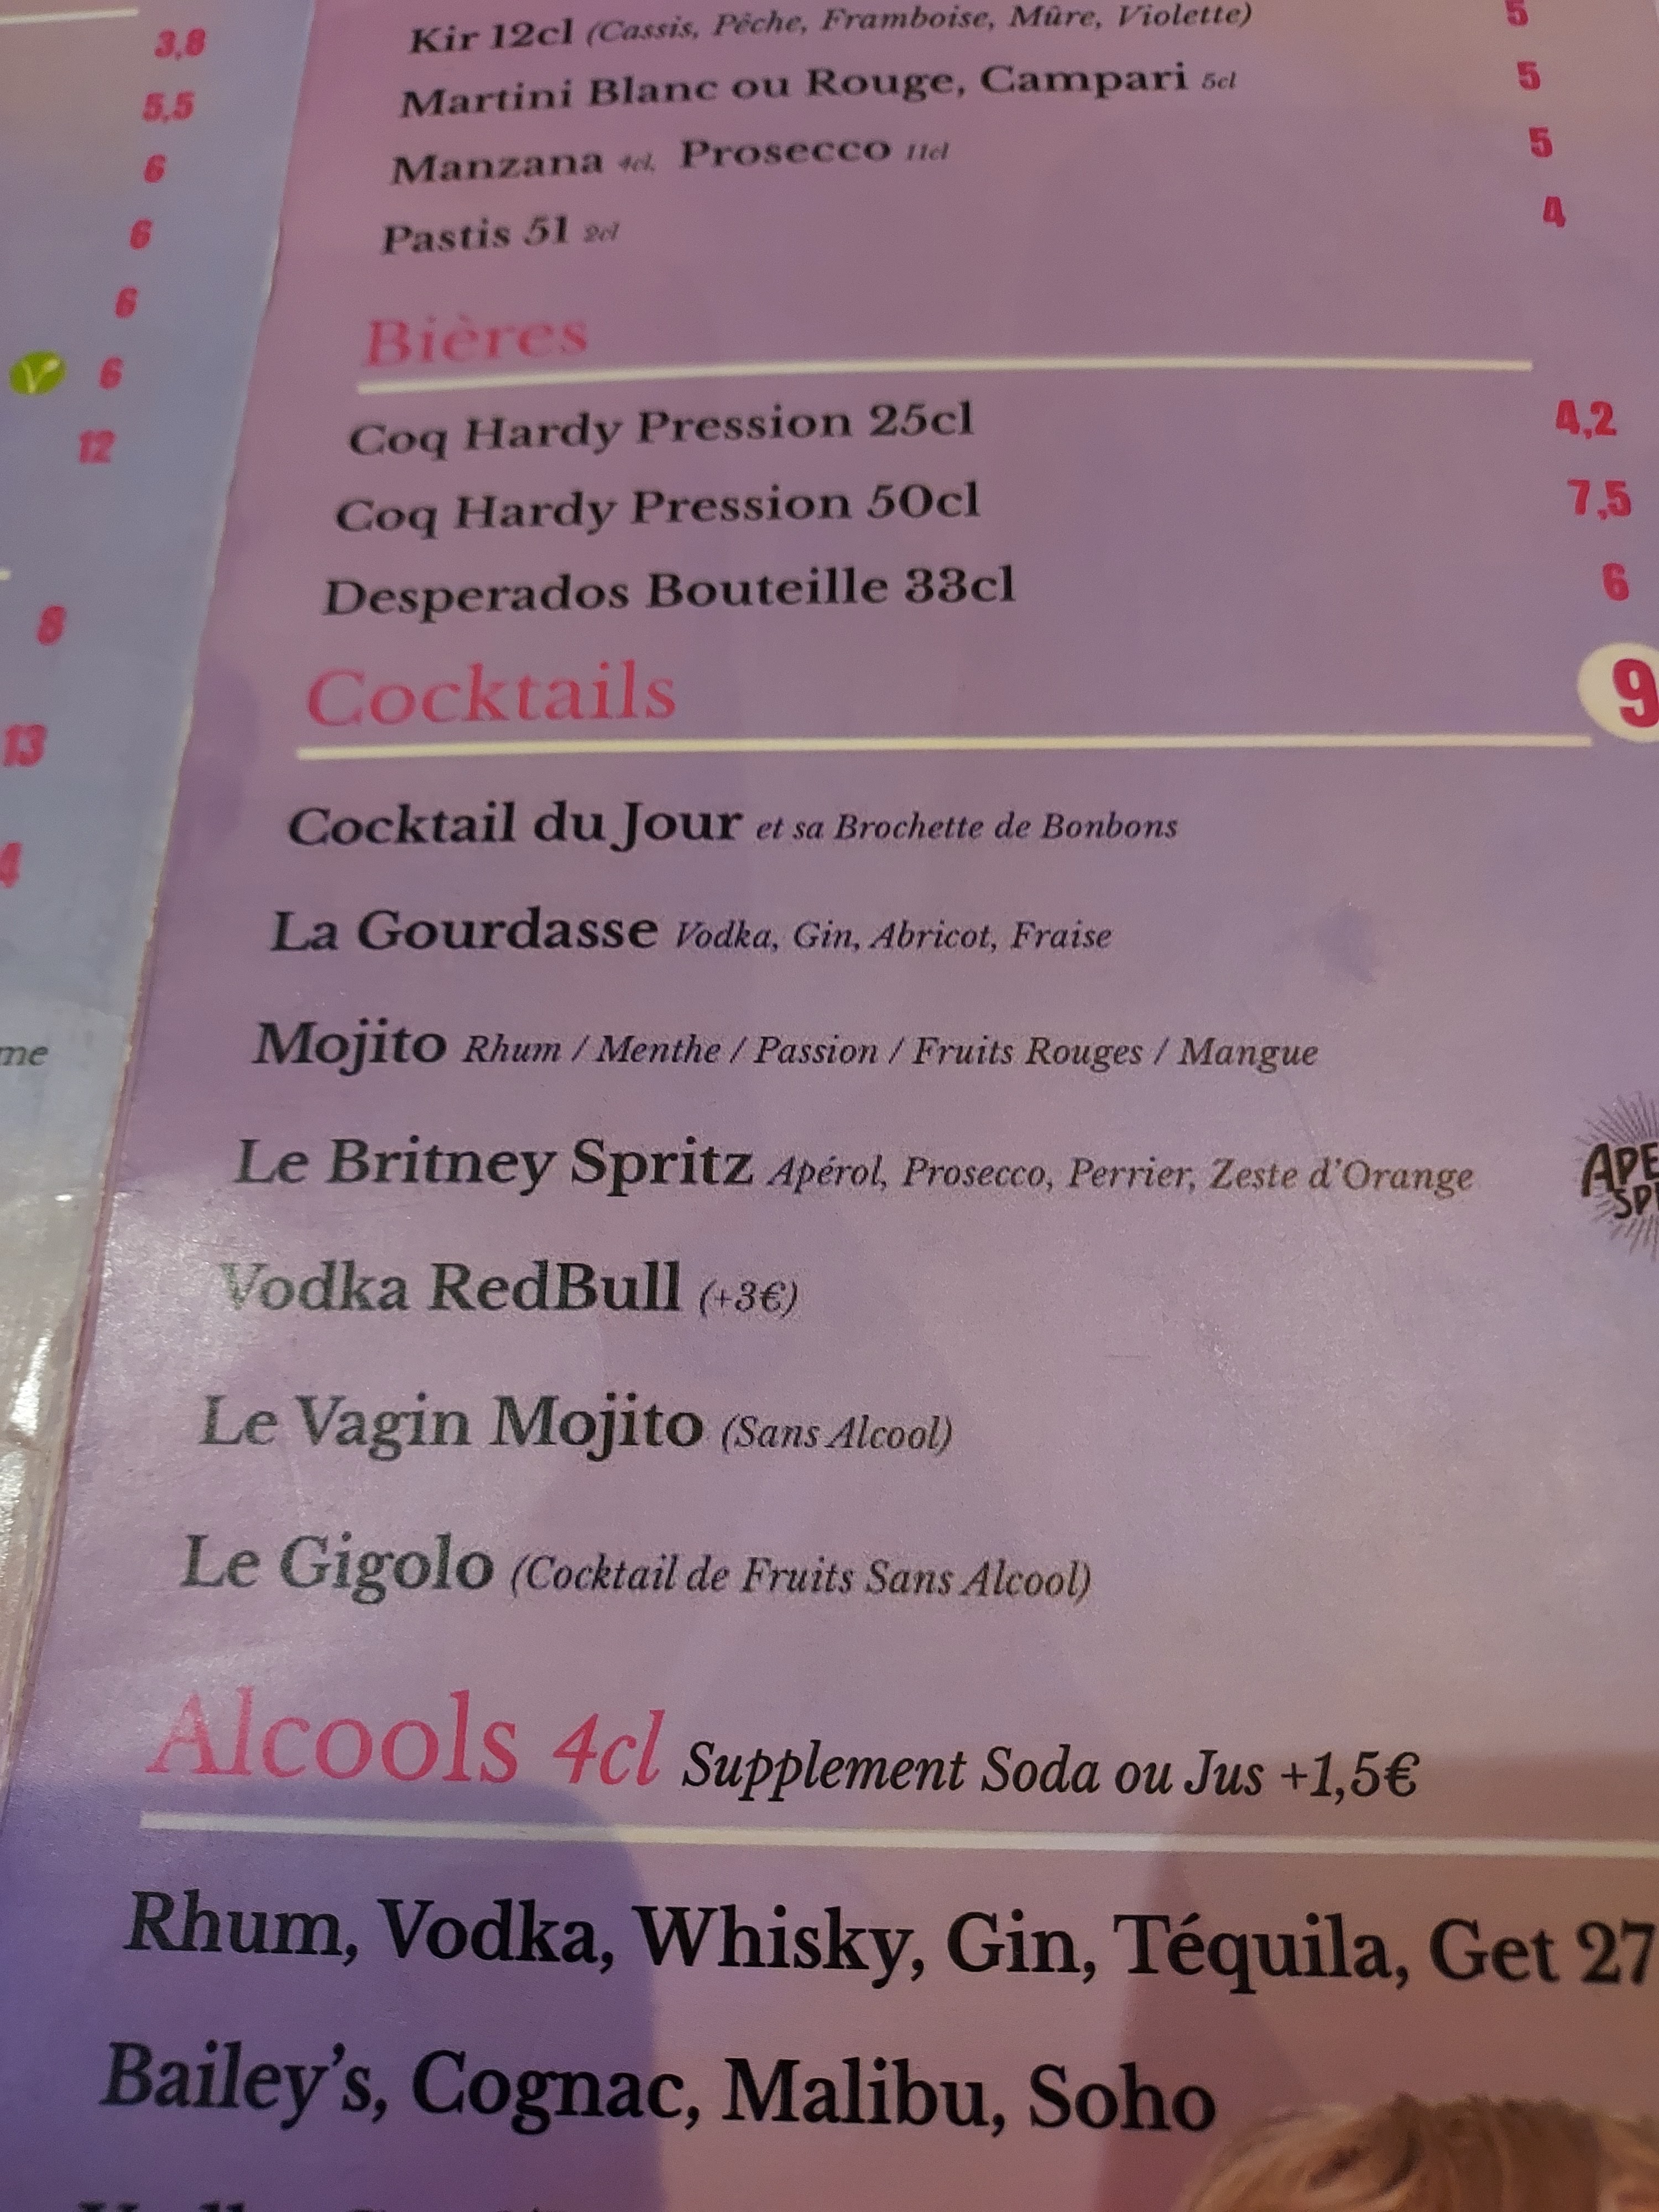 3,8
5,5
6
6
6
6
12
8
13
4
me
Kir 12cl (Cassis, Pêche, Framboise, Mûre, Violette) 5
Martini Blanc ou Rouge, Campari 5cl 5
Manzana 4cl, Prosecco 11cl 5
Pastis 51 2cl 4
Bières
Coq Hardy Pression 25cl 4,2
Coq Hardy Pression 50cl 7,5
Desperados Bouteille 33cl 6
Cocktails 9
Cocktail du Jour et sa Brochette de Bonbons
La Gourdasse Vodka, Gin, Abricot, Fraise
Mojito Rhum / Menthe / Passion / Fruits Rouges / Mangue
Le Britney Spritz Apérol, Prosecco, Perrier, Zeste d'Orange
APE
SP
Vodka RedBull (+3€)
Le Vagin Mojito (Sans Alcool)
Le Gigolo (Cocktail de Fruits Sans Alcool)
Alcools 4cl Supplement Soda ou Jus +1,5€
Rhum, Vodka, Whisky, Gin, Téquila, Get 27
Bailey's, Cognac, Malibu, Soho